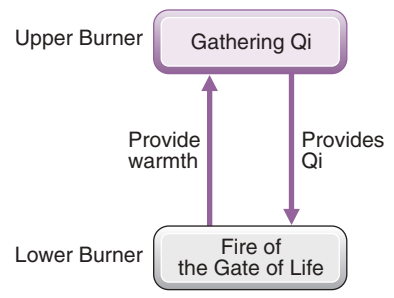 Upper Burner
Gathering Qi
Provide
warmth
Provides
Qi
Lower Burner
Fire of
the Gate of Life